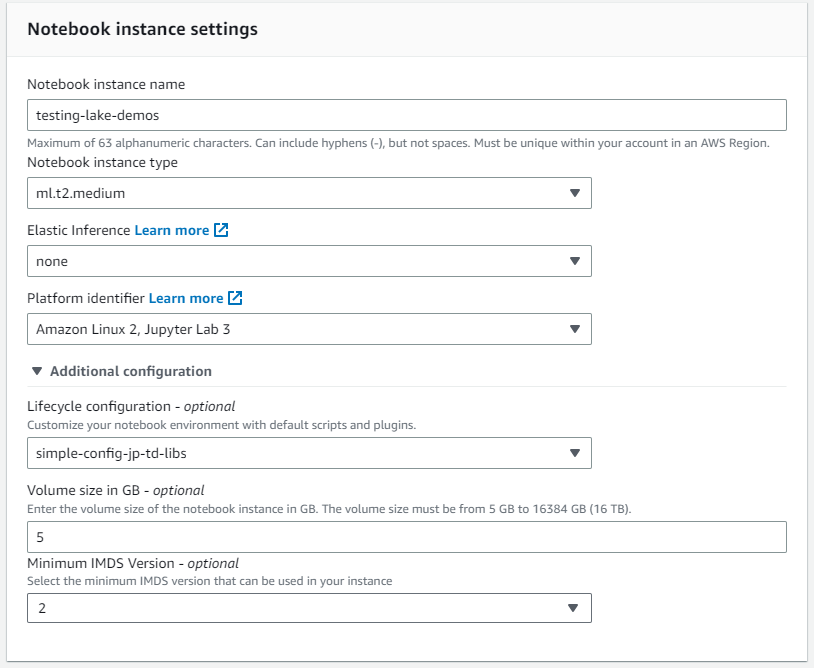 Notebook instance settings
Notebook instance name
testing-lake-demos
Maximum of 63 alphanumeric characters. Can include hyphens (-), but not spaces. Must be unique within your account in an AWS Region.
Notebook instance type
ml.t2.medium
Elastic Inference Learn more
none
Platform identifier Learn more
Amazon Linux 2, Jupyter Lab 3
Additional configuration
Lifecycle configuration - optional
Customize your notebook environment with default scripts and plugins.
simple-config-jp-td-libs
Volume size in GB - optional
Enter the volume size of the notebook instance in GB. The volume size must be from 5 GB to 16384 GB (16 TB).
5
Minimum IMDS Version - optional
Select the minimum IMDS version that can be used in your instance
2